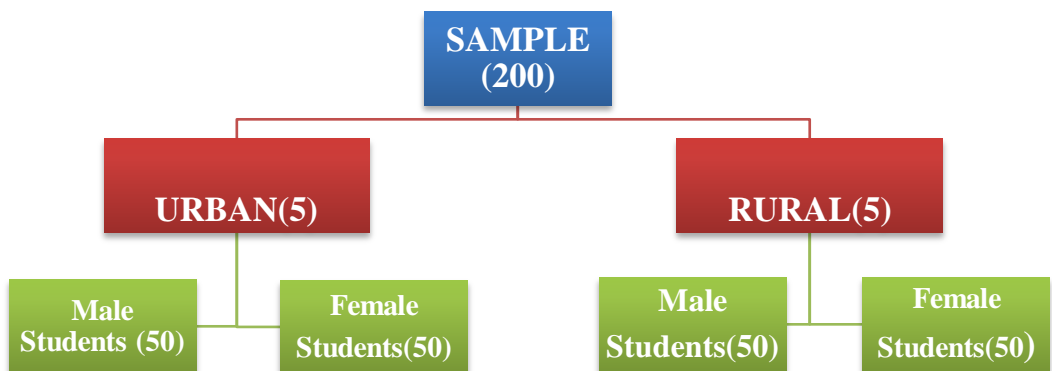 SAMPLE
(200)
URBAN(5)
RURAL(5)
Male
Students (50)
Female
Students(50)
Male
Students(50)
Female
Students(50)